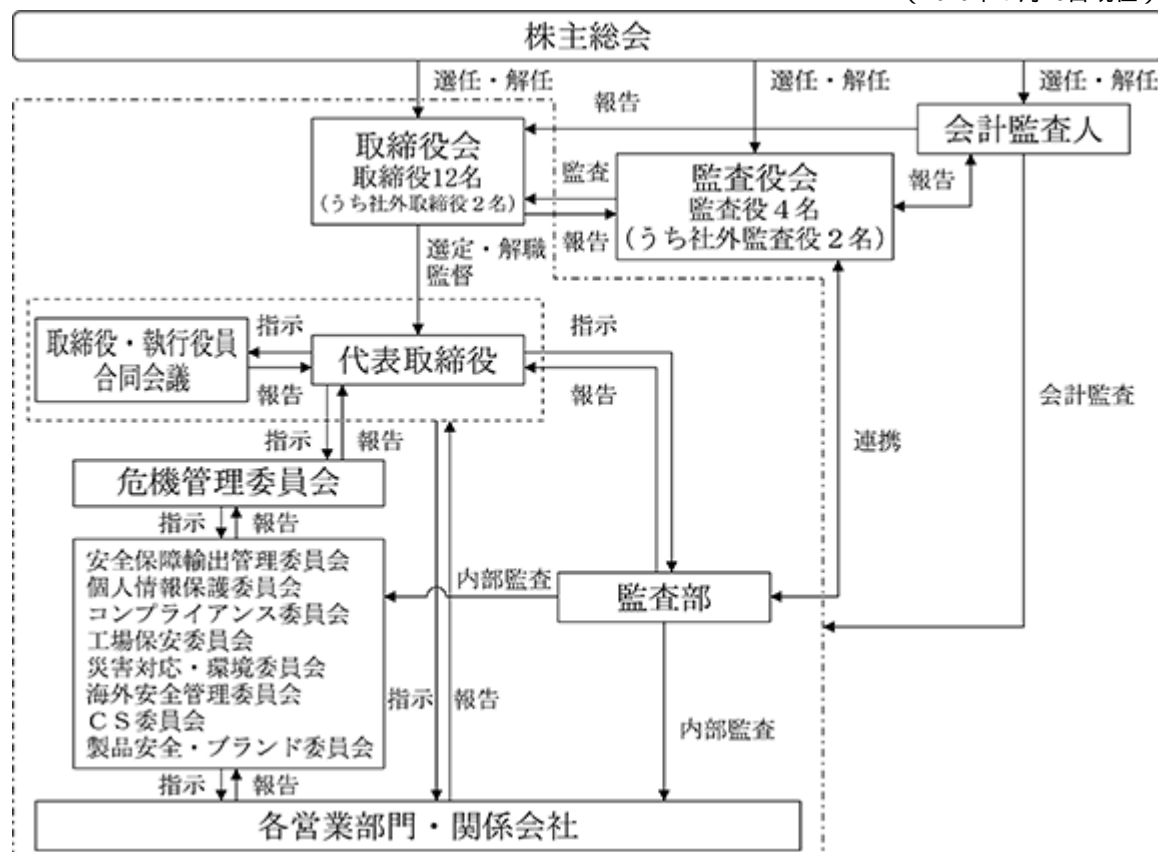 株主総会
選任・解任
選任・解任
選任・解任
報告
会計監査人
取締役会
取締役12名
(うち社外取締役２名)
監査
報告
監査役会
監査役４名
(うち社外監査役２名)
報告
選定・解職
監督
取締役・執行役員
合同会議
指示
報告
代表取締役
指示
報告
会計監査
連携
指示
報告
危機管理委員会
指示
報告
安全保障輸出管理委員会
個人情報保護委員会
コンプライアンス委員会
工場保安委員会
災害対応・環境委員会
海外安全管理委員会
ＣＳ委員会
製品安全・ブランド委員会
内部監査
監査部
指示
報告
内部監査
指示
報告
各営業部門・関係会社